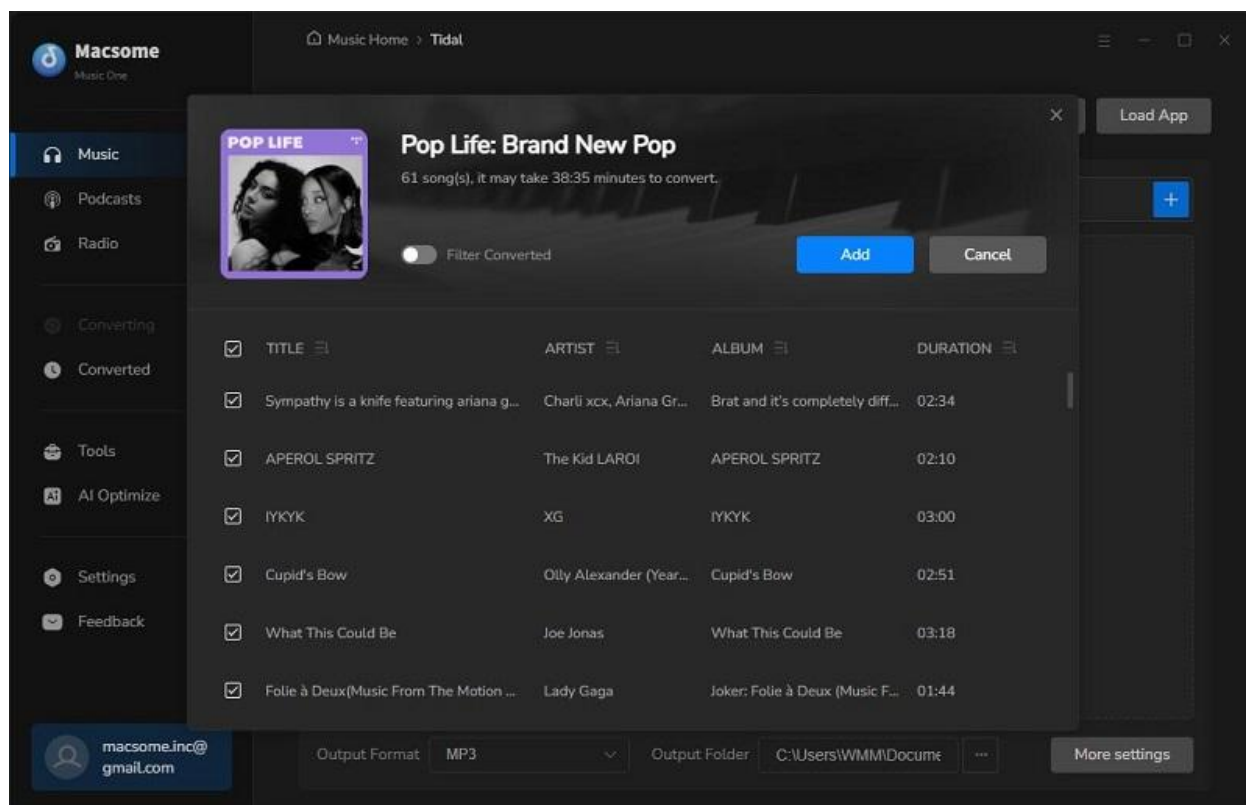 Macsome
Music One
Music Home > Tidal
Load App
Music
Podcasts
Radio
Converting
Converted
Tools
AI Optimize
Settings
Feedback
macsome.inc@
gmail.com
POP LIFE
Pop Life: Brand New Pop
61 song(s), it may take 38:35 minutes to convert.
Filter Converted
Add
Cancel
TITLE ARTIST ALBUM DURATION
Sympathy is a knife featuring ariana g... Charli xcx, Ariana Gr... Brat and it's completely diff... 02:34
APEROL SPRITZ The Kid LAROI APEROL SPRITZ 02:10
IYKYK XG IYKYK 03:00
Cupid's Bow Olly Alexander (Year... Cupid's Bow 02:51
What This Could Be Joe Jonas What This Could Be 03:18
Folie à Deux(Music From The Motion ... Lady Gaga Joker: Folie à Deux (Music F... 01:44
Output Format MP3 Output Folder C:\Users\WMM\Docume ... More settings